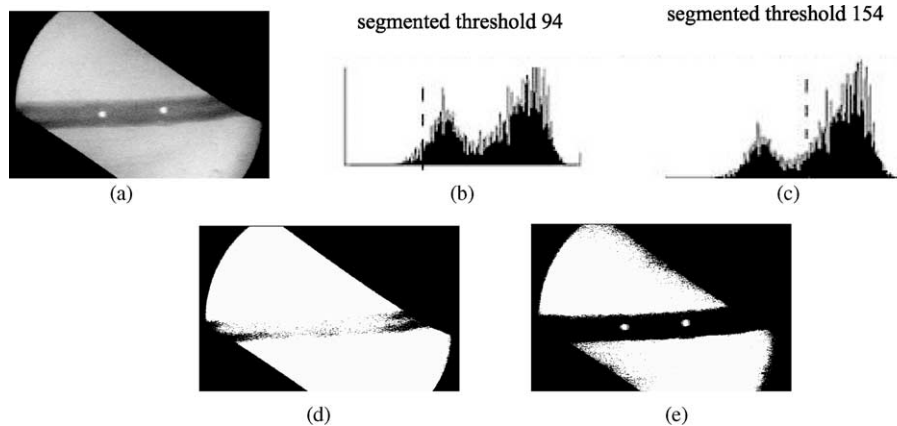 segmented threshold 94
segmented threshold 154
(a)
(b)
(c)
(d)
(e)